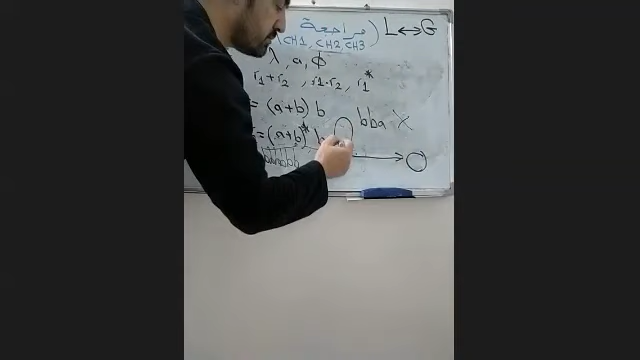 مراجعة L↔G
(CH1, CH2, CH3
λ, a, Φ
r₁+r₂, r₁.r₂, r₁*
= (a+b) b
bba X
=(a+b)* b